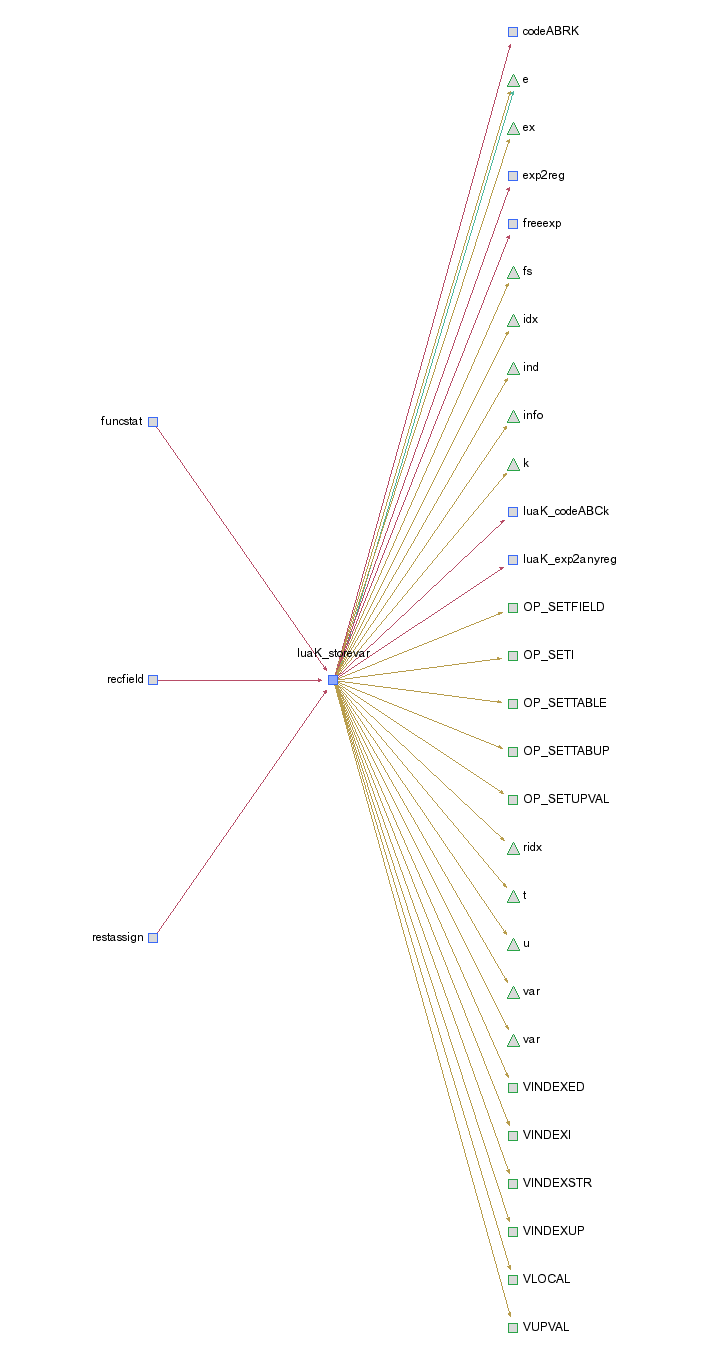 codeABRK
e
ex
exp2reg
freeexp
fs
idx
ind
funcstat
info
k
luaK_codeABCk
luaK_exp2anyreg
OP_SETFIELD
luaK_storevar
OP_SETI
recfield
OP_SETTABLE
OP_SETTABUP
OP_SETUPVAL
ridx
t
restassign
u
var
var
VINDEXED
VINDEXI
VINDEXSTR
VINDEXUP
VLOCAL
VUPVAL